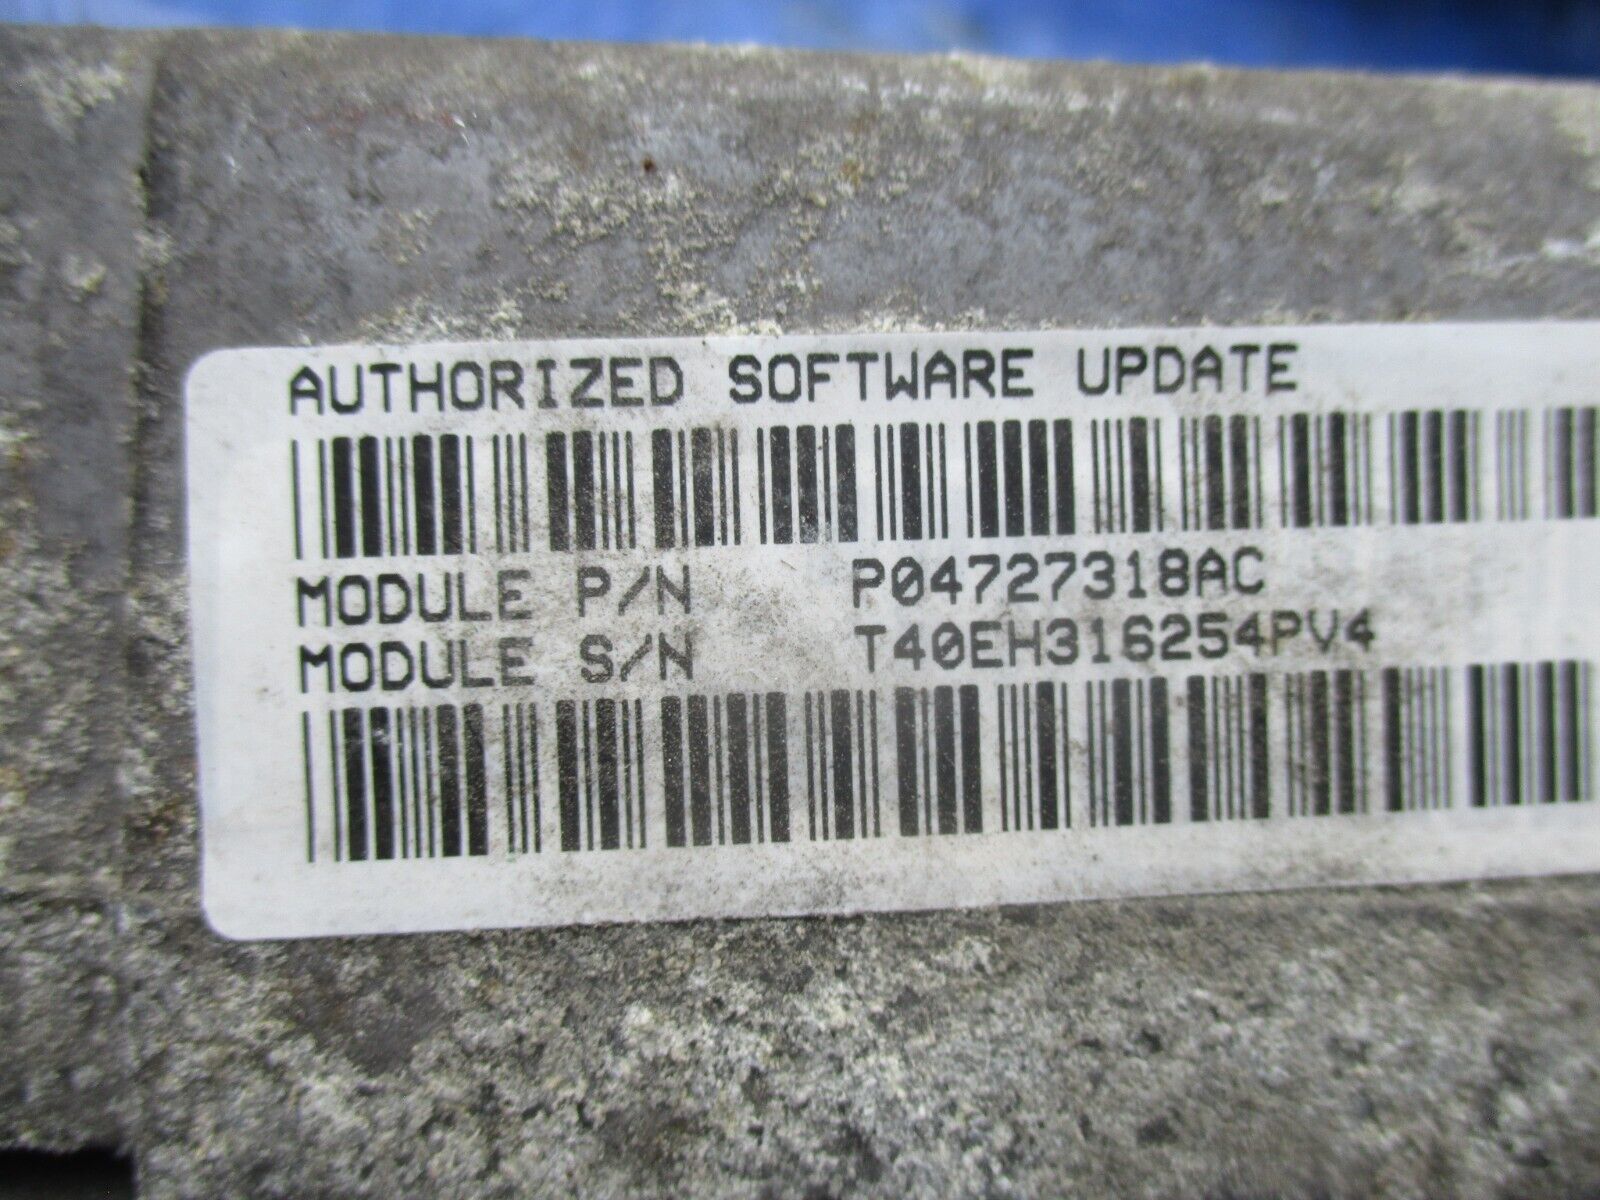 AUTHORIZED SOFTWARE UPDATE
MODULE P/N P04727318AC
MODULE S/N T40EH316254PV4